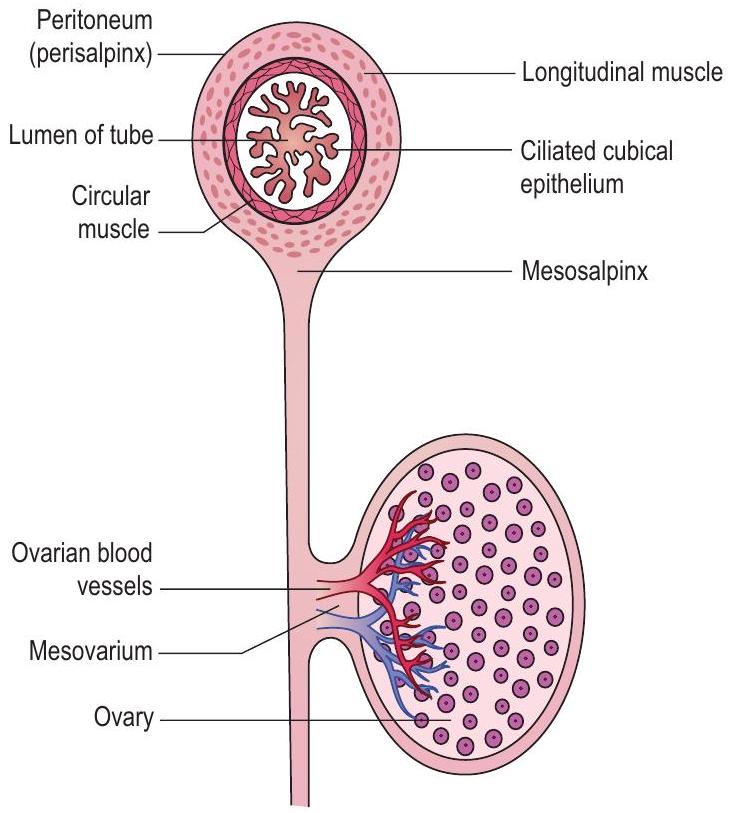 Peritoneum
(perisalpinx)
Longitudinal muscle
Lumen of tube
Ciliated cubical
epithelium
Circular
muscle
Mesosalpinx
Ovarian blood
vessels
Mesovarium
Ovary